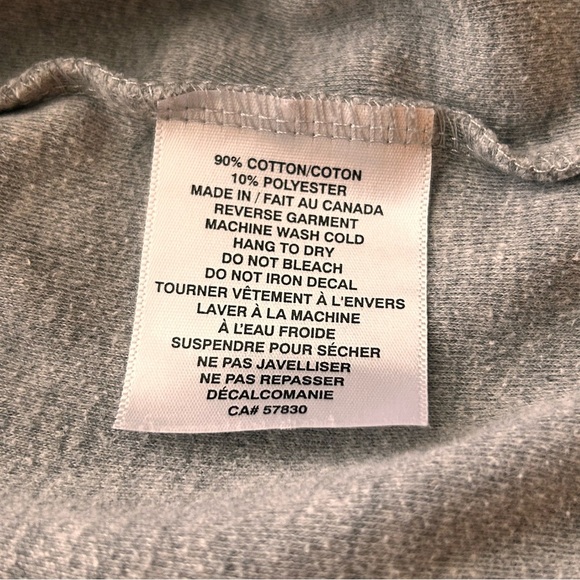 90% COTTON/COTON
10% POLYESTER
MADE IN / FAIT AU CANADA
REVERSE GARMENT
MACHINE WASH COLD
HANG TO DRY
DO NOT BLEACH
DO NOT IRON DECAL
TOURNER VÊTEMENT À L'ENVERS
LAVER À LA MACHINE
À L'EAU FROIDE
SUSPENDRE POUR SÉCHER
NE PAS JAVELLISER
NE PAS REPASSER
DÉCALCOMANIE
CA# 57830